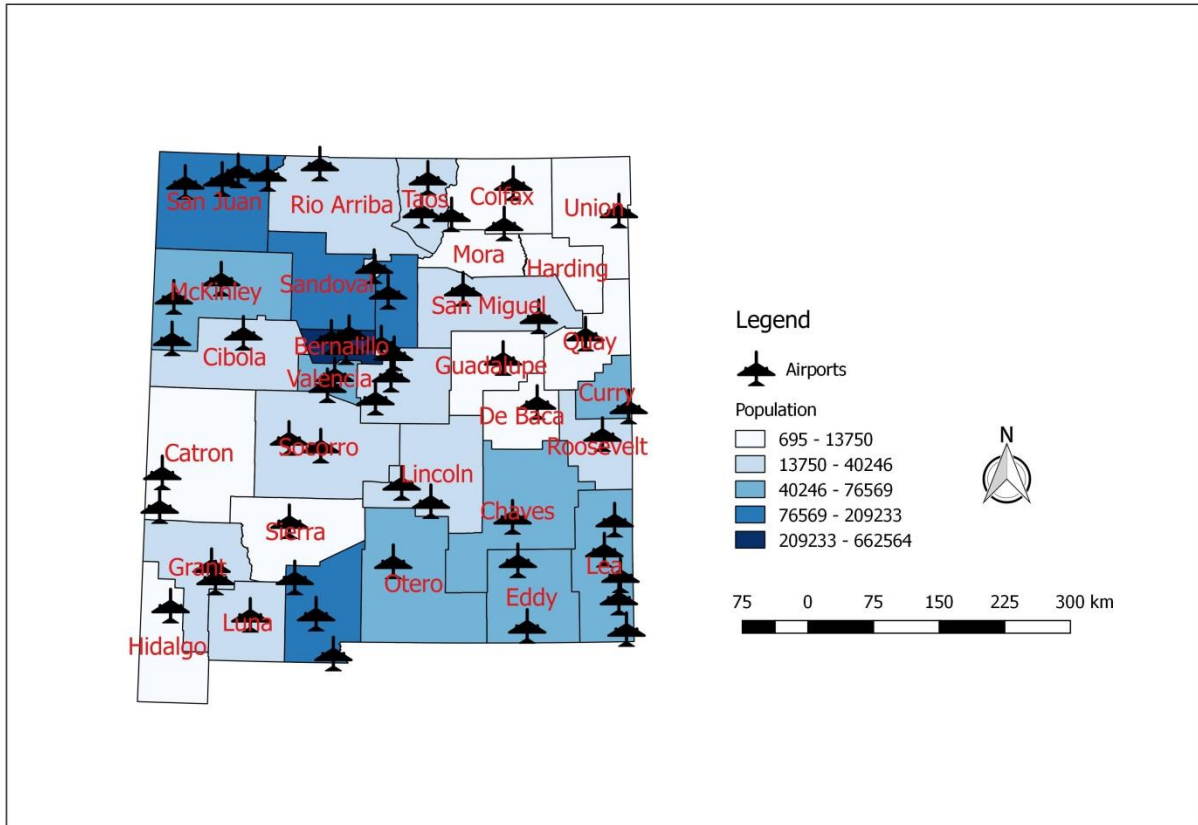 San Juan
Rio Arriba
Taos
Colfax
Union
Mora
Harding
McKinley
Sandoval
San Miguel
Cibola
Bernalillo
Quay
Guadalupe
Valencia
Curry
De Baca
Roosevelt
Catron
Socorro
Lincoln
Chaves
Sierra
Grant
Otero
Lea
Eddy
Luna
Hidalgo
Legend
Airports
Population
695 - 13750
13750 - 40246
40246 - 76569
76569 - 209233
209233 - 662564
N
75 0 75 150 225 300 km